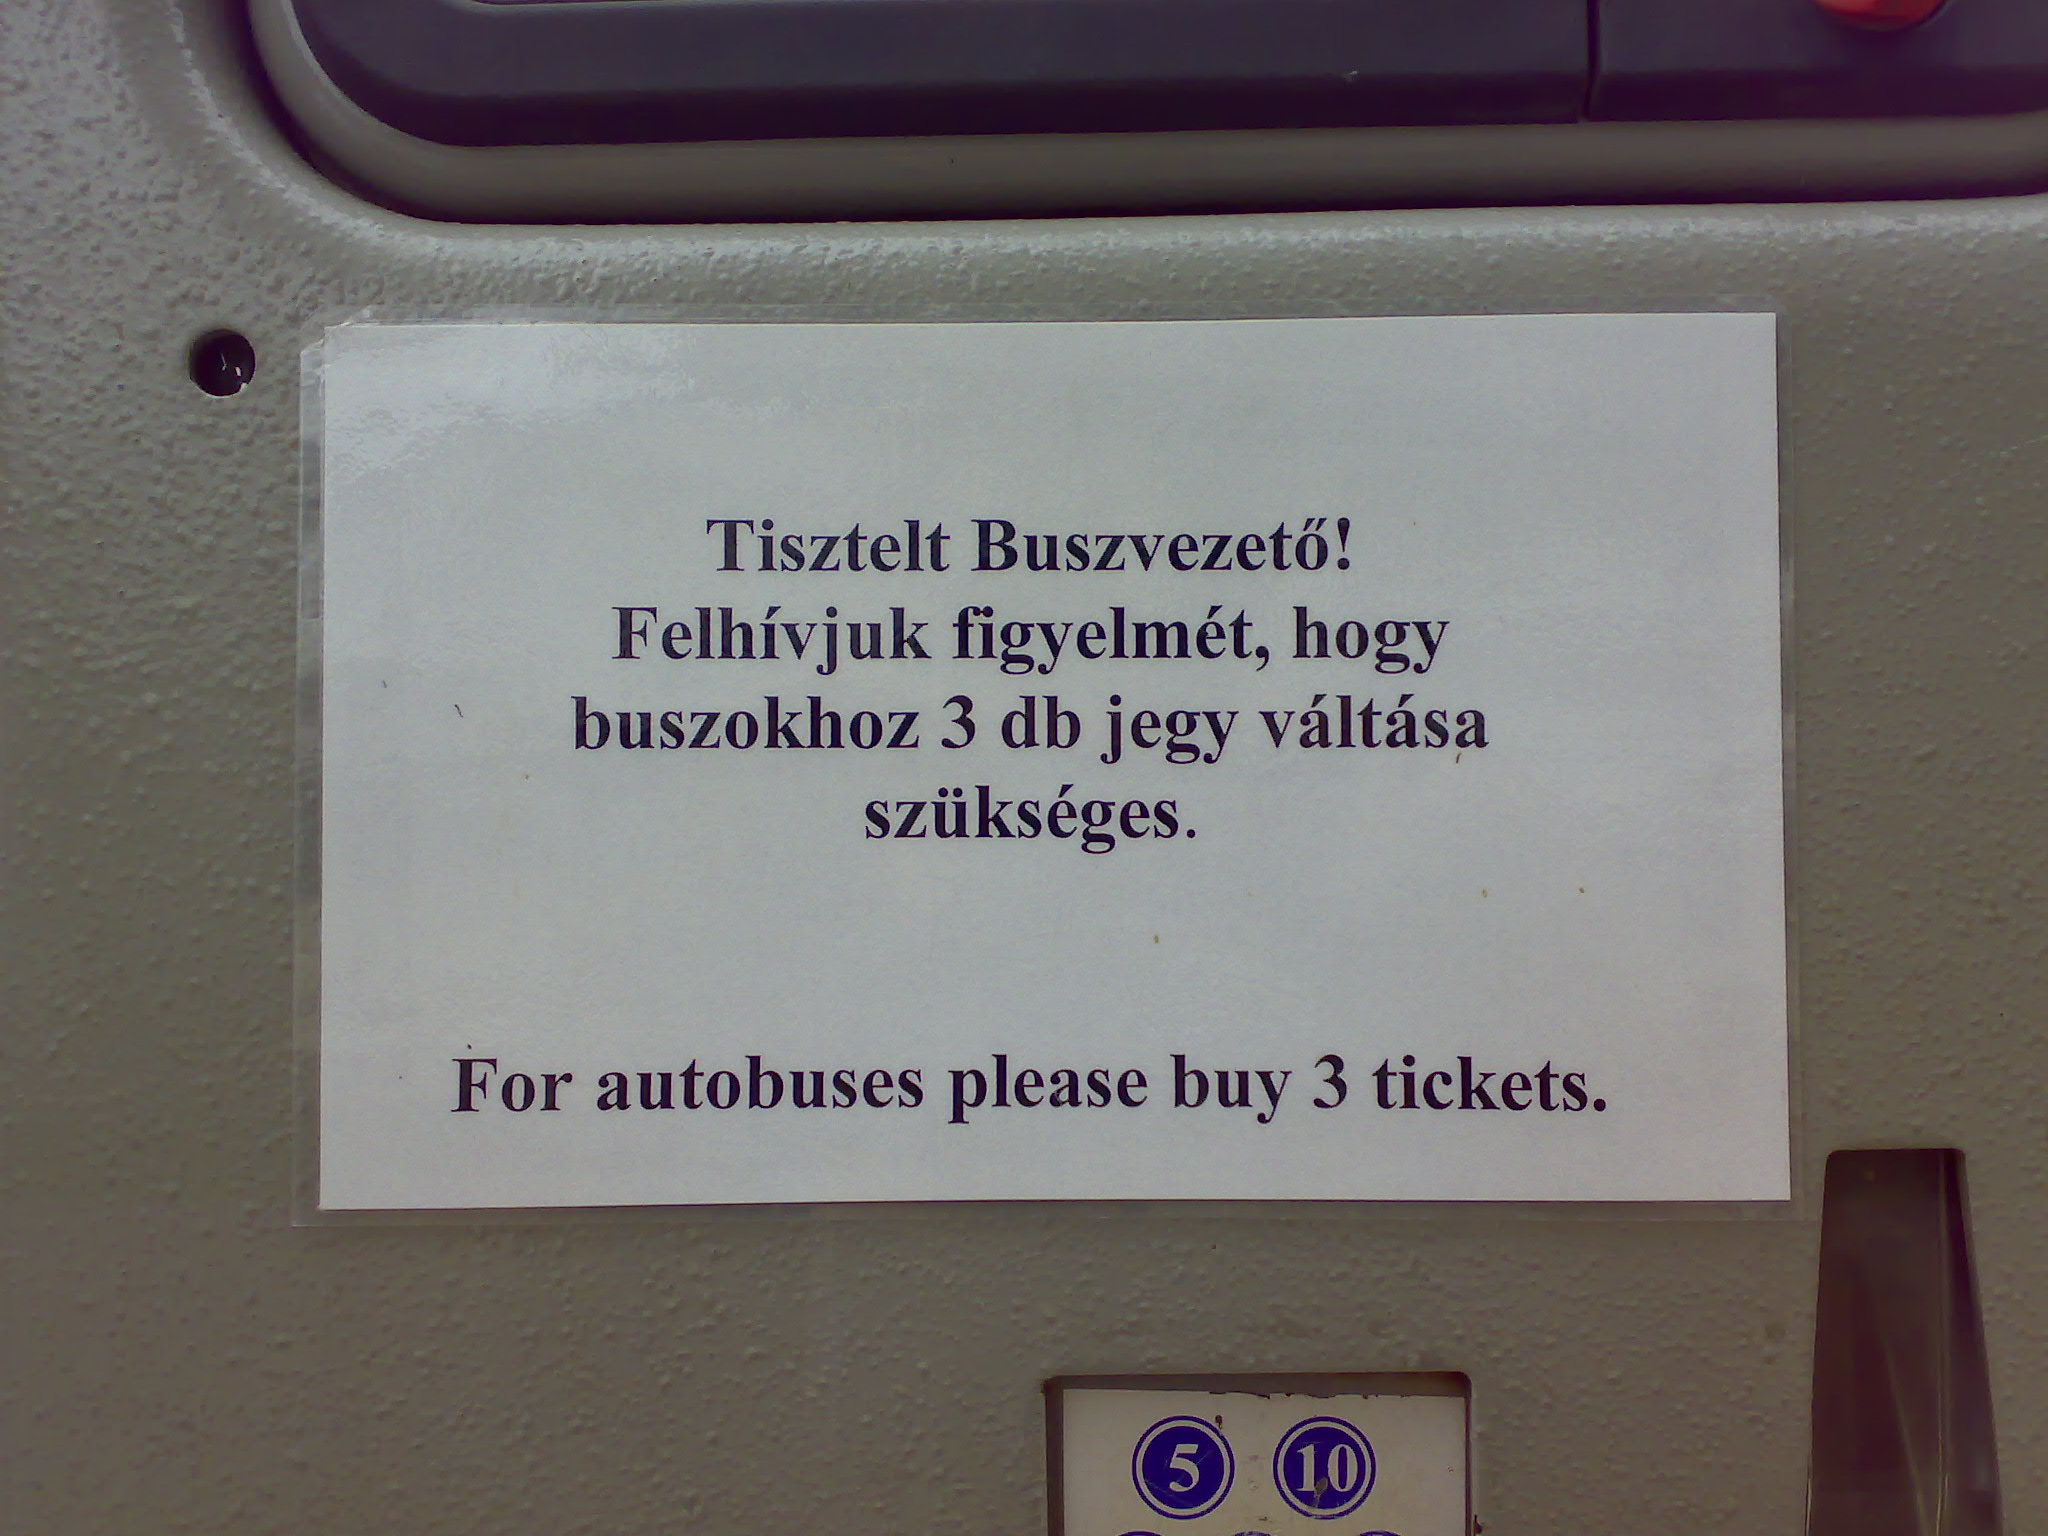 Tisztelt Buszvezető!
Felhívjuk figyelmét, hogy
buszokhoz 3 db jegy váltása
szükséges.
For autobuses please buy 3 tickets.
5 10